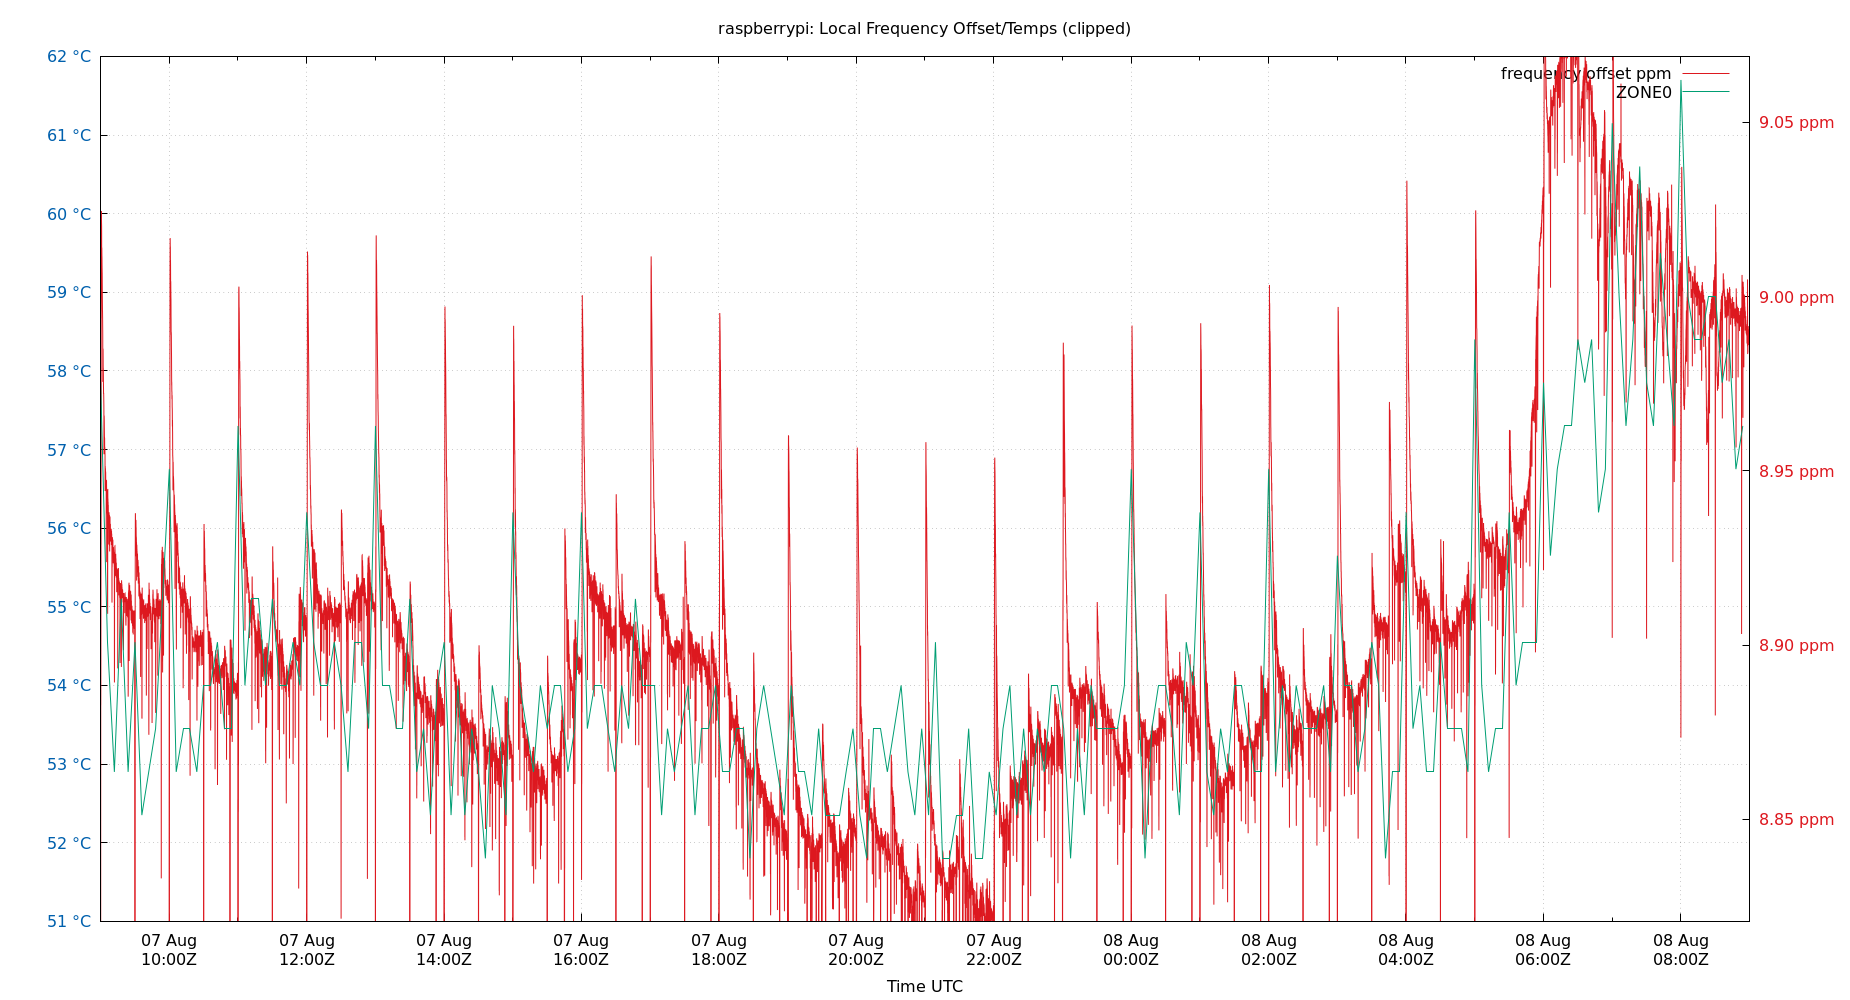 raspberrypi: Local Frequency Offset/Temps (clipped)
62 °C
61 °C
60 °C
59 °C
58 °C
57 °C
56 °C
55 °C
54 °C
53 °C
52 °C
51 °C
frequency offset ppm
ZONE0
9.05 ppm
9.00 ppm
8.95 ppm
8.90 ppm
8.85 ppm
07 Aug 07 Aug 07 Aug 07 Aug 07 Aug 07 Aug 07 Aug 08 Aug 08 Aug 08 Aug 08 Aug 08 Aug
10:00Z 12:00Z 14:00Z 16:00Z 18:00Z 20:00Z 22:00Z 00:00Z 02:00Z 04:00Z 06:00Z 08:00Z
Time UTC